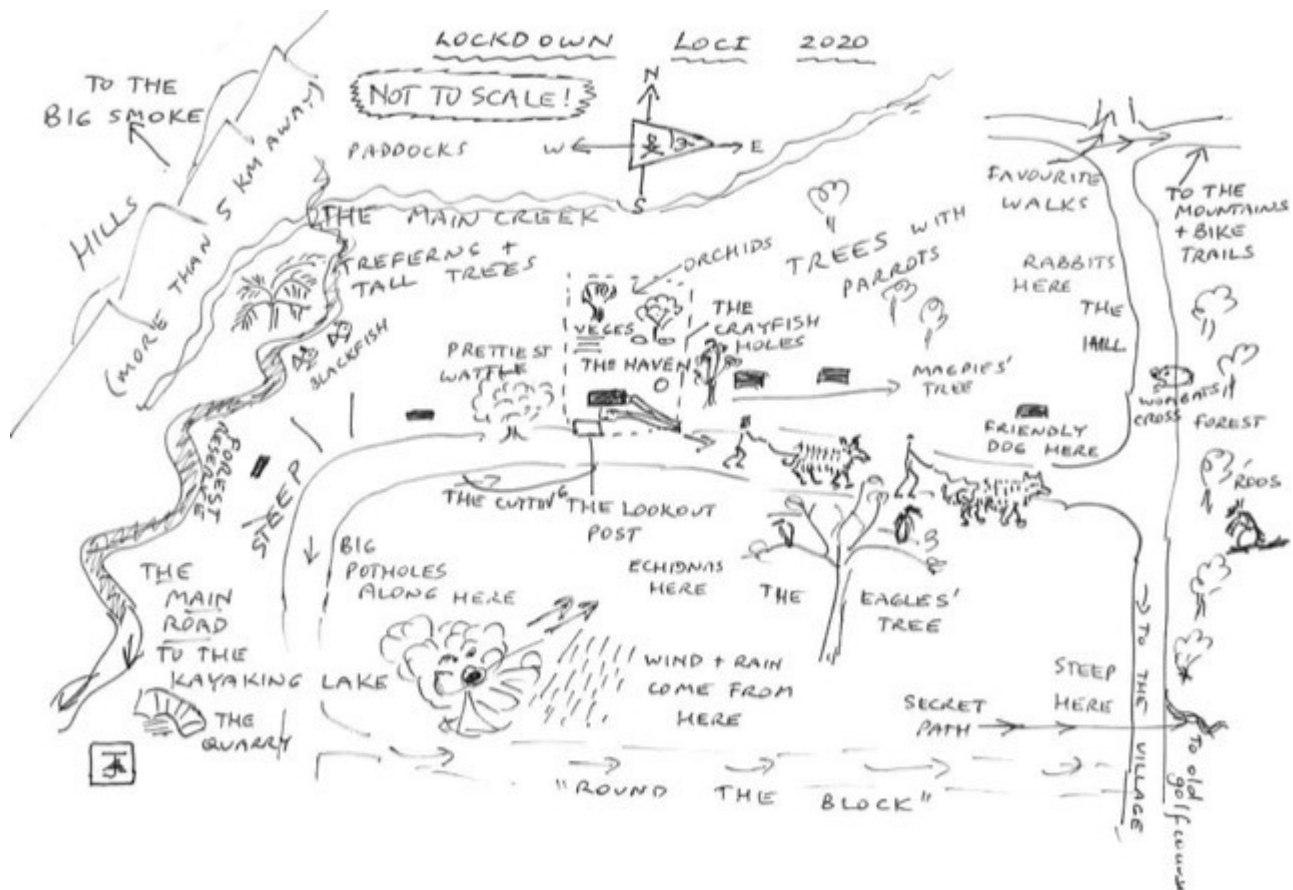 LOCKDOWN LOCI 2020
NOT TO SCALE!
TO THE
BIG SMOKE
HILLS
(MORE THAN 5 KM AWAY)
PADDOCKS
N
W
E
S
THE MAIN CREEK
TREFERNS +
TALL TREES
BLACKFISH
ORCHIDS
VEGES
THE HAVEN
THE
CRAYFISH
HOLES
TREES WITH
PARROTS
PRETTIEST
WATTLE
MAGPIES'
TREE
FAVOURITE
WALKS
TO THE
MOUNTAINS
+ BIKE
TRAILS
RABBITS
HERE
THE
HILL
WOMBATS
CROSS
FOREST
'ROOS
FRIENDLY
DOG HERE
FOREST
RESERVE
STEEP
THE CUTTING
THE LOOKOUT
POST
BIG
POTHOLES
ALONG HERE
ECHIDNAS
HERE
THE
EAGLES'
TREE
THE
MAIN
ROAD
TO THE
KAYAKING LAKE
THE
QUARRY
WIND + RAIN
COME FROM
HERE
STEEP
HERE
SECRET
PATH
TO THE VILLAGE
TO old
golf course
"ROUND THE BLOCK"